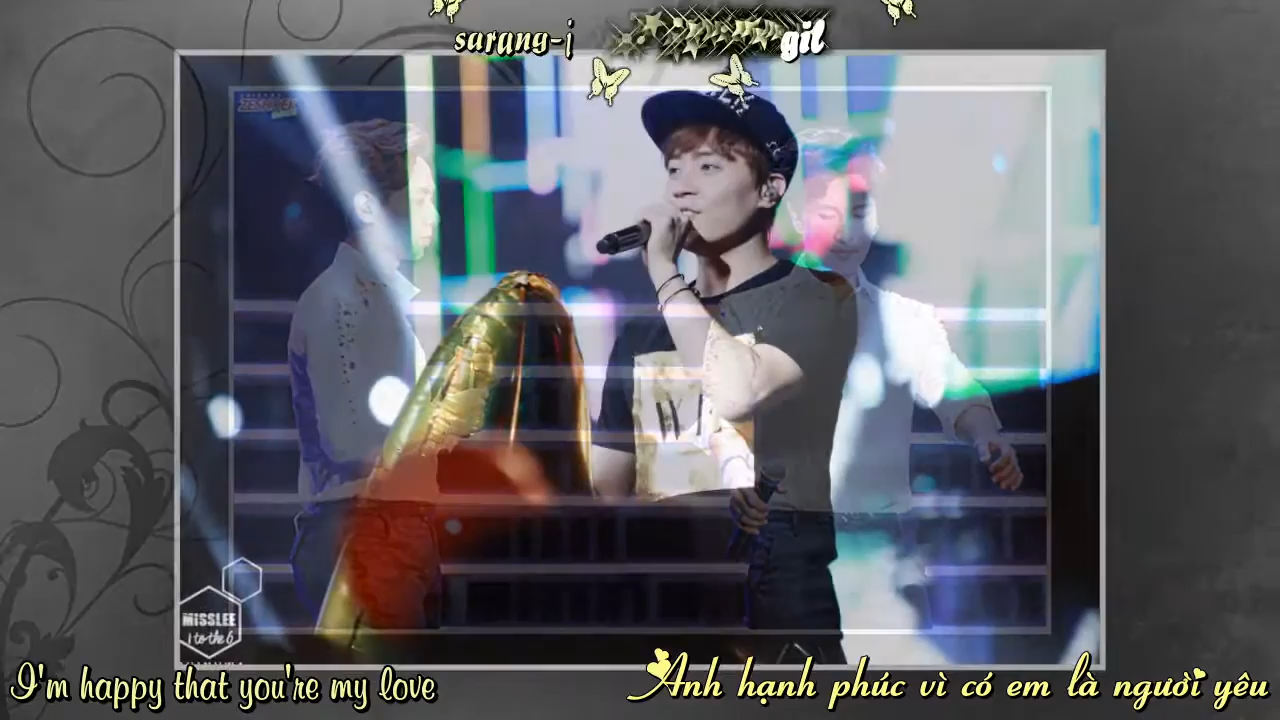 sarang-i gil
MISSLEE
1 to the 6
I'm happy that you're my love
Anh hạnh phúc vì có em là người yêu